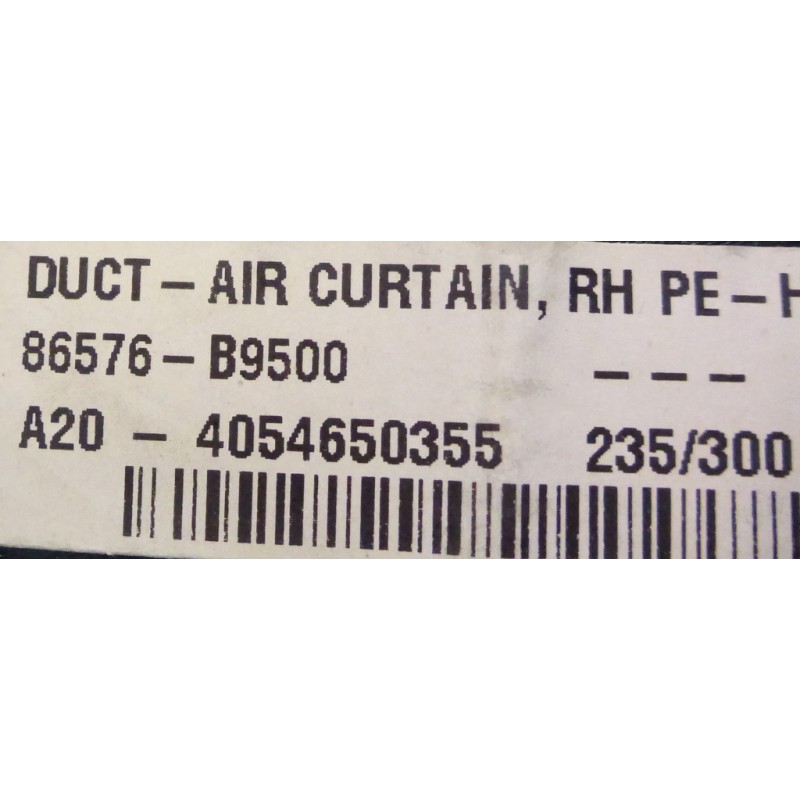 DUCT-AIR CURTAIN, RH PE-H
86576-B9500 ---
A20 - 4054650355 235/300